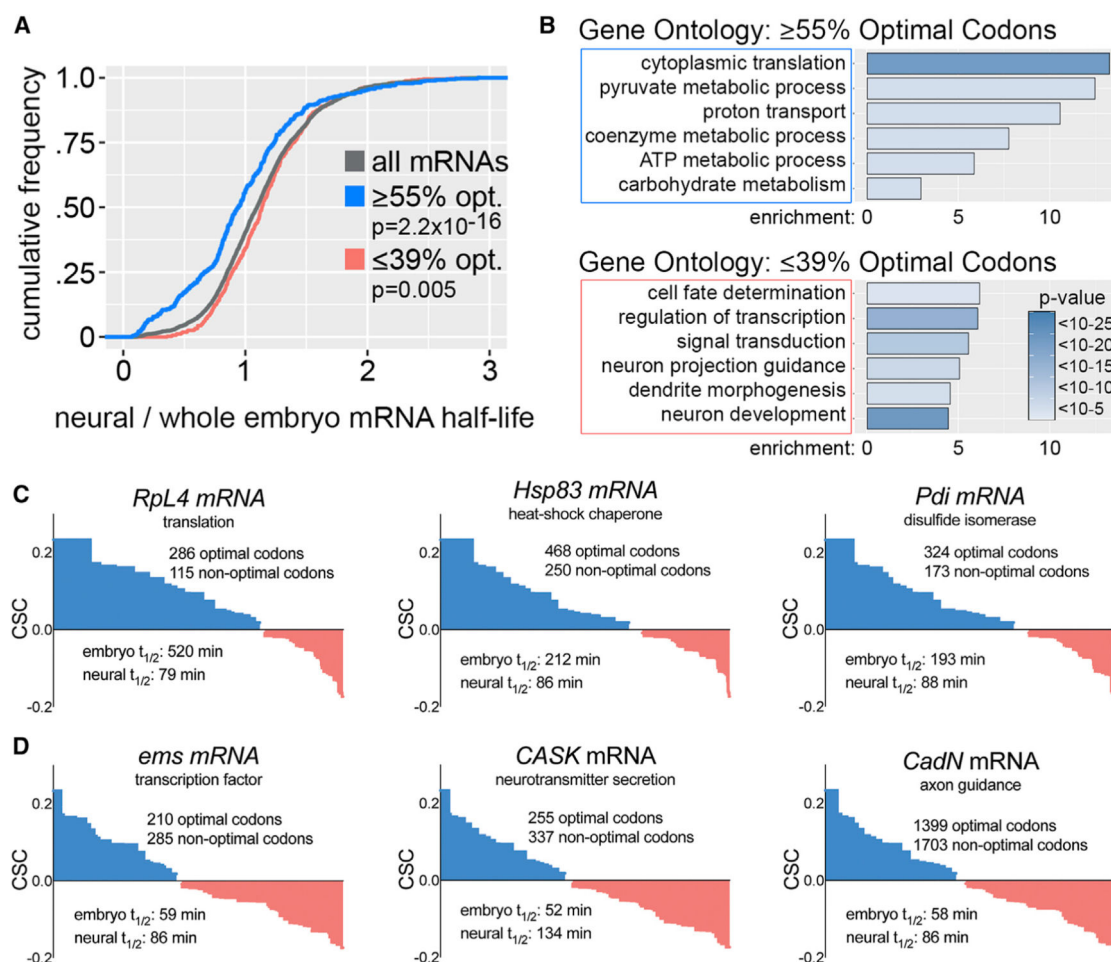 A
1.0
.75
.50
.25
0
cumulative frequency
all mRNAs
≥55% opt.
p=2.2x10-16
≤39% opt.
p=0.005
0 1 2 3
neural / whole embryo mRNA half-life
B
Gene Ontology: ≥55% Optimal Codons
cytoplasmic translation
pyruvate metabolic process
proton transport
coenzyme metabolic process
ATP metabolic process
carbohydrate metabolism
enrichment: 0 5 10
Gene Ontology: ≤39% Optimal Codons
cell fate determination
regulation of transcription
signal transduction
neuron projection guidance
dendrite morphogenesis
neuron development
enrichment: 0 5 10
p-value
<10-25
<10-20
<10-15
<10-10
<10-5
C
RpL4 mRNA
translation
286 optimal codons
115 non-optimal codons
0.2
0.0
-0.2
CSC
embryo t1/2: 520 min
neural t1/2: 79 min
Hsp83 mRNA
heat-shock chaperone
468 optimal codons
250 non-optimal codons
0.2
0.0
-0.2
CSC
embryo t1/2: 212 min
neural t1/2: 86 min
Pdi mRNA
disulfide isomerase
324 optimal codons
173 non-optimal codons
0.2
0.0
-0.2
CSC
embryo t1/2: 193 min
neural t1/2: 88 min
D
ems mRNA
transcription factor
210 optimal codons
285 non-optimal codons
0.2
0.0
-0.2
CSC
embryo t1/2: 59 min
neural t1/2: 86 min
CASK mRNA
neurotransmitter secretion
255 optimal codons
337 non-optimal codons
0.2
0.0
-0.2
CSC
embryo t1/2: 52 min
neural t1/2: 134 min
CadN mRNA
axon guidance
1399 optimal codons
1703 non-optimal codons
0.2
0.0
-0.2
CSC
embryo t1/2: 58 min
neural t1/2: 86 min